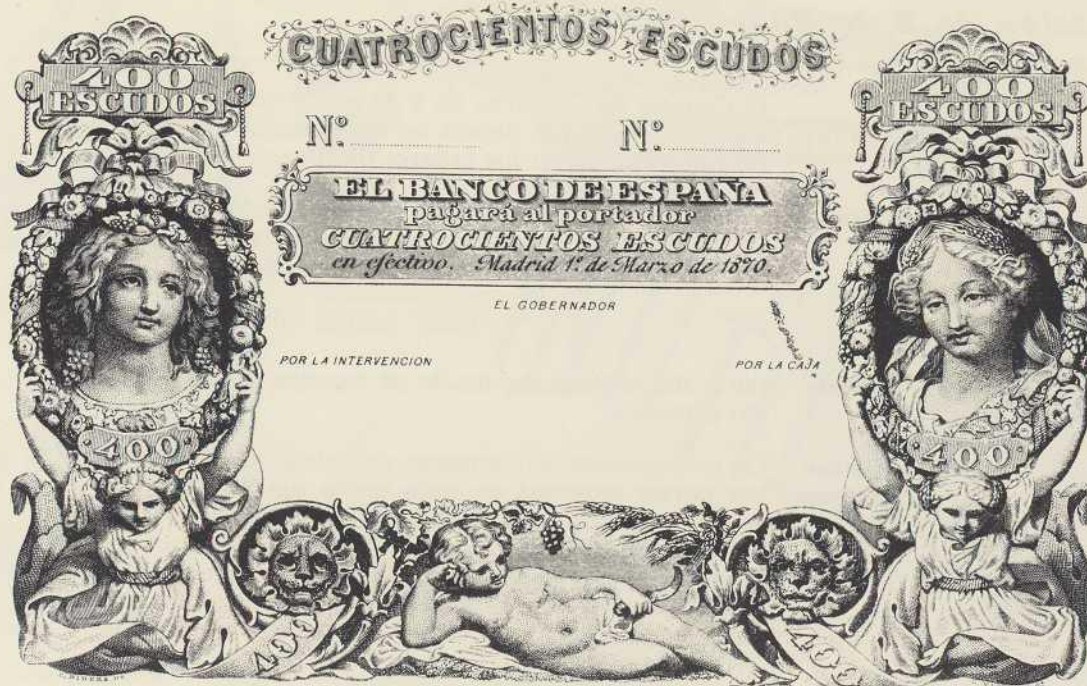 CUATROCIENTOS ESCUDOS
400
ESCUDOS
400
ESCUDOS
Nº
Nº
EL BANCO DE ESPAÑA
pagará al portador
CUATROCIENTOS ESCUDOS
en efectivo. Madrid 1º de Marzo de 1870.
EL GOBERNADOR
POR LA INTERVENCION
POR LA CAJA
400
400
400
400